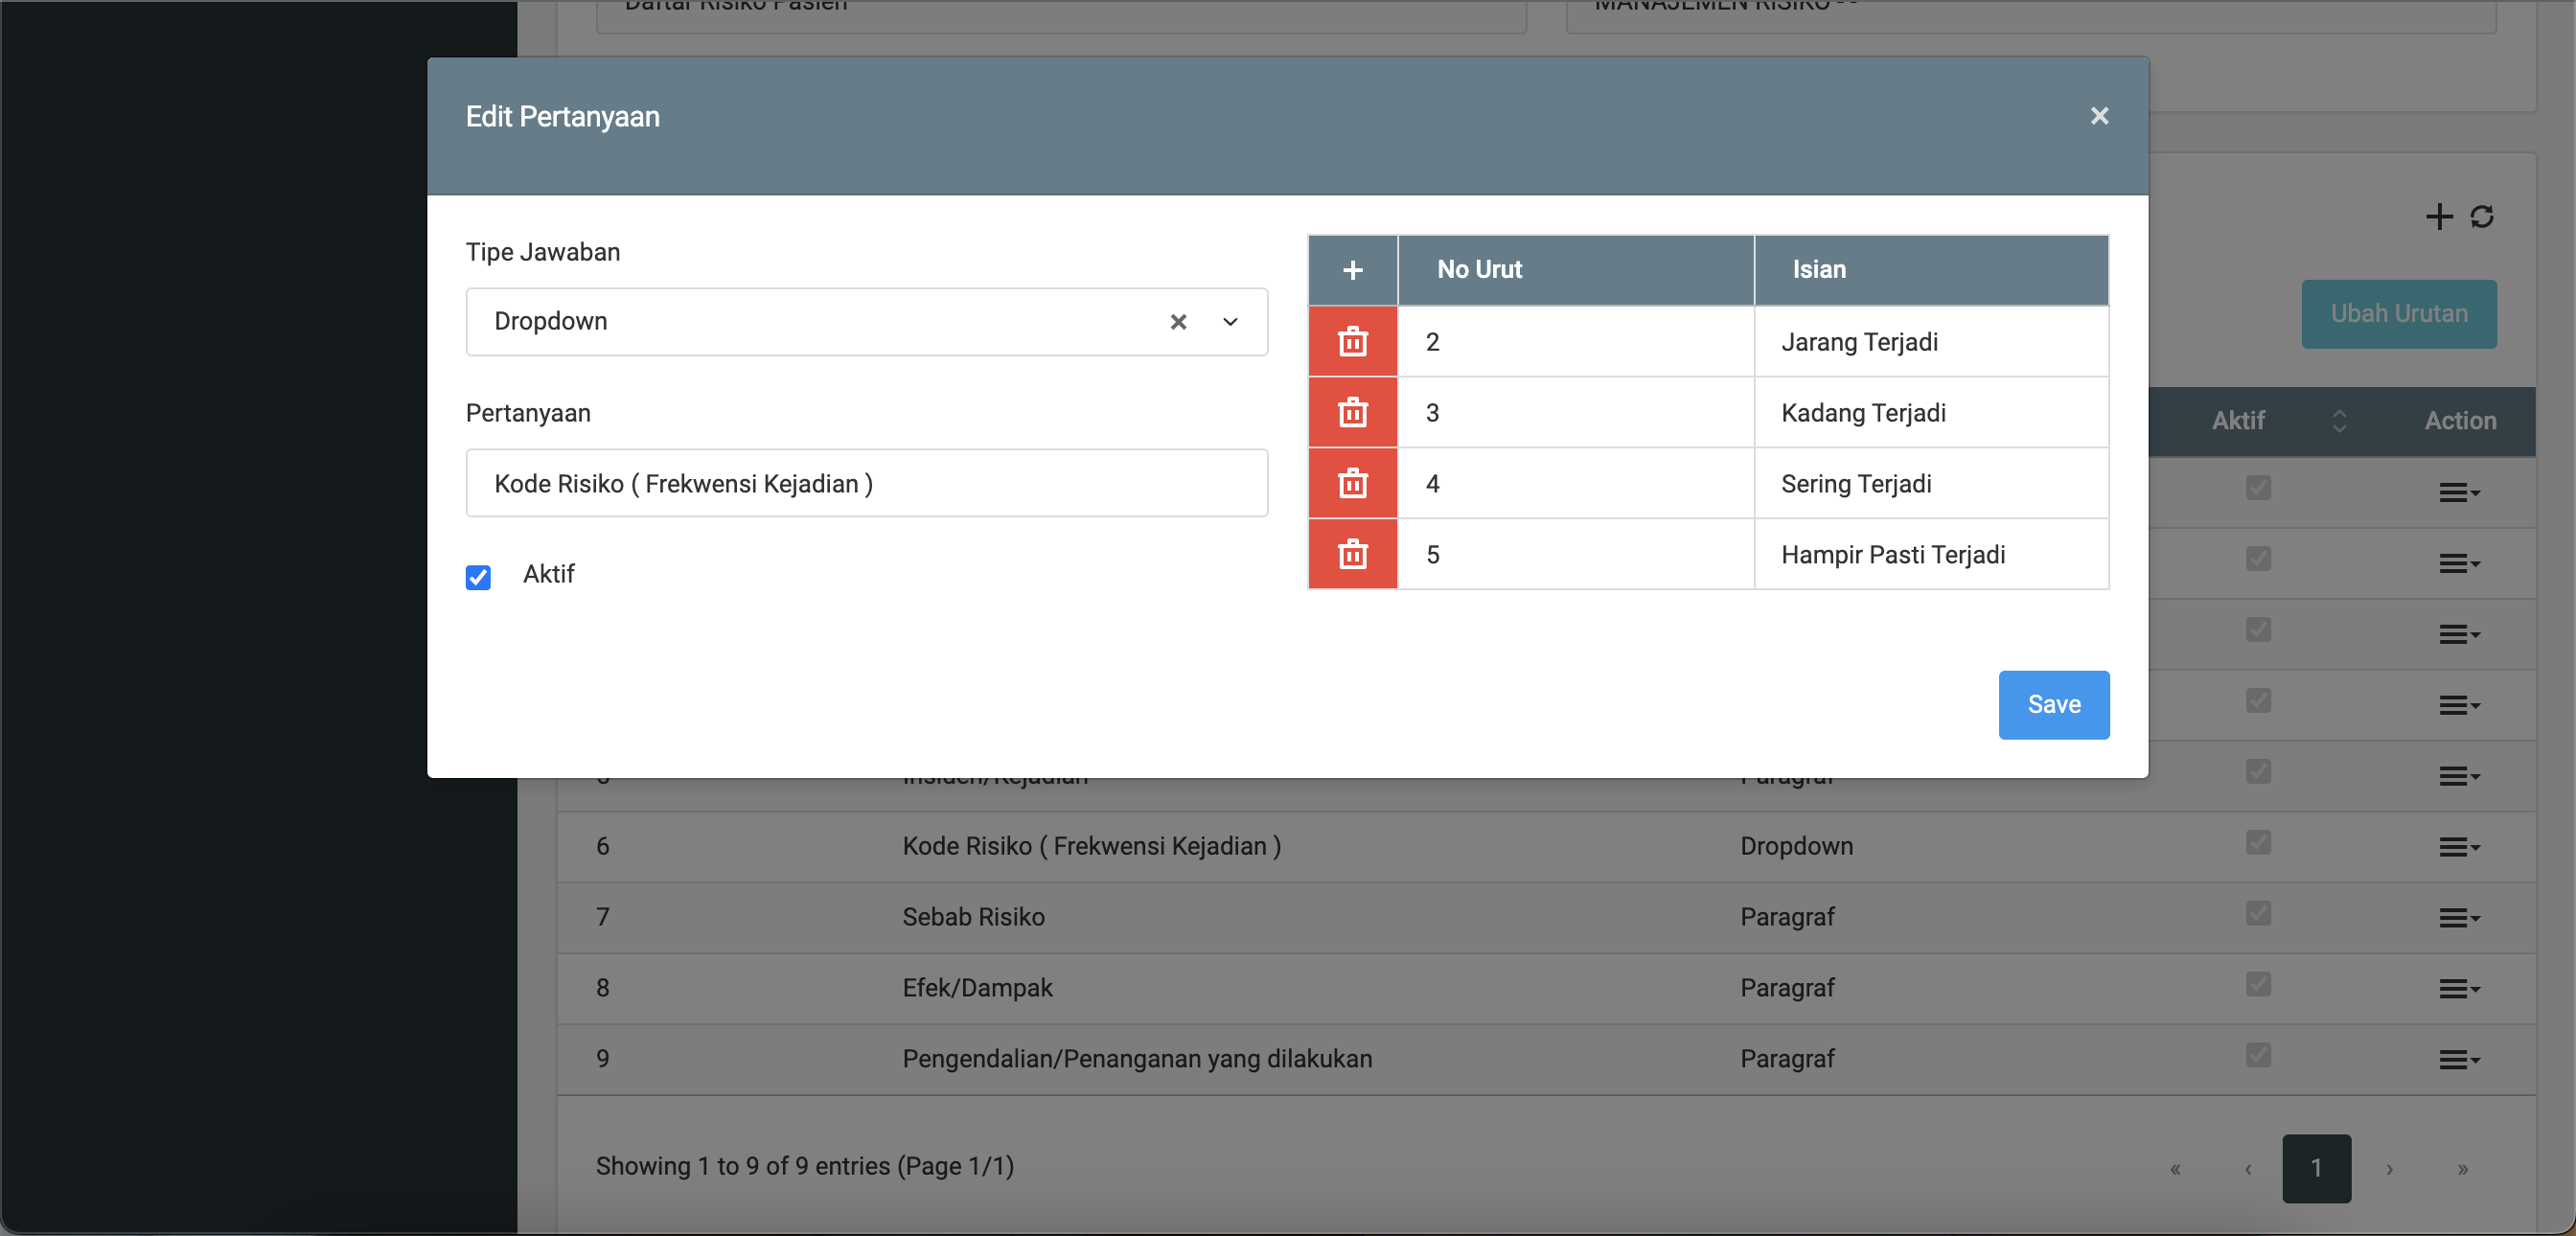 Daftar Risiko Pasien
MANAJEMEN RISIKO - -
Edit Pertanyaan
Tipe Jawaban
Dropdown
Pertanyaan
Kode Risiko ( Frekwensi Kejadian )
Aktif
No Urut Isian
2 Jarang Terjadi
3 Kadang Terjadi
4 Sering Terjadi
5 Hampir Pasti Terjadi
Save
Ubah Urutan
Aktif Action
5 Insiden/Kejadian Paragraf
6 Kode Risiko ( Frekwensi Kejadian ) Dropdown
7 Sebab Risiko Paragraf
8 Efek/Dampak Paragraf
9 Pengendalian/Penanganan yang dilakukan Paragraf
Showing 1 to 9 of 9 entries (Page 1/1)
« ‹ 1 › »